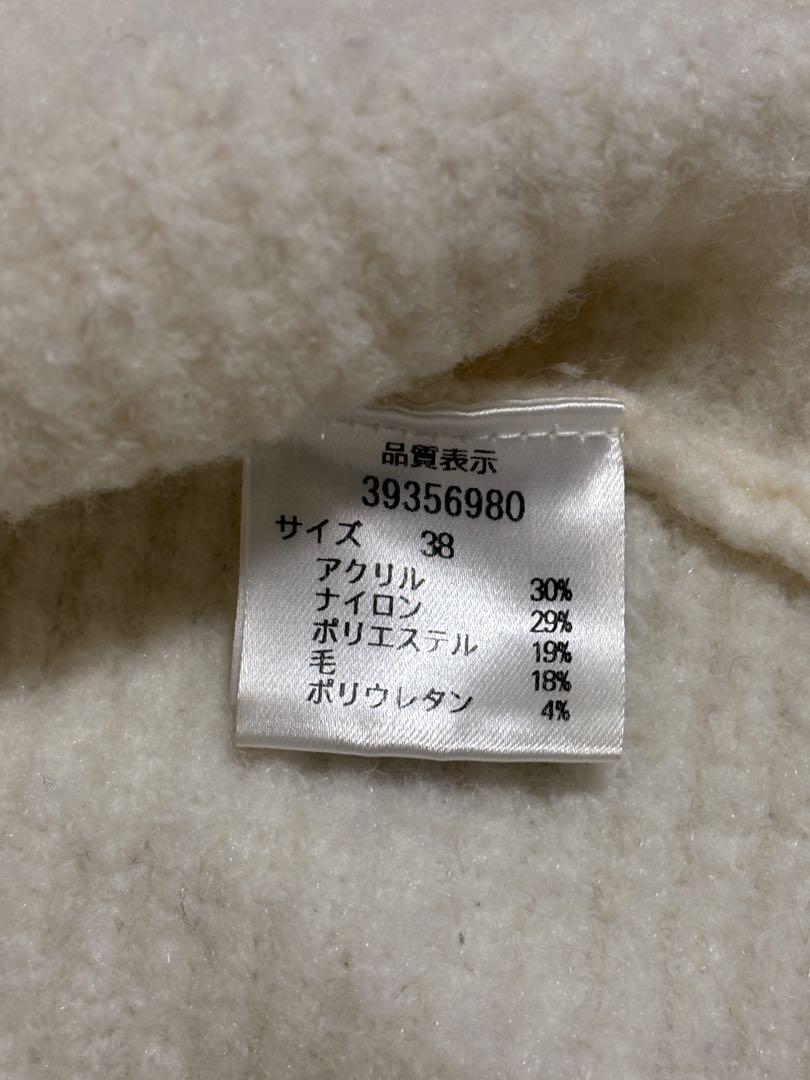 品質表示
39356980
サイズ 38
アクリル 30%
ナイロン 29%
ポリエステル 19%
毛 18%
ポリウレタン 4%